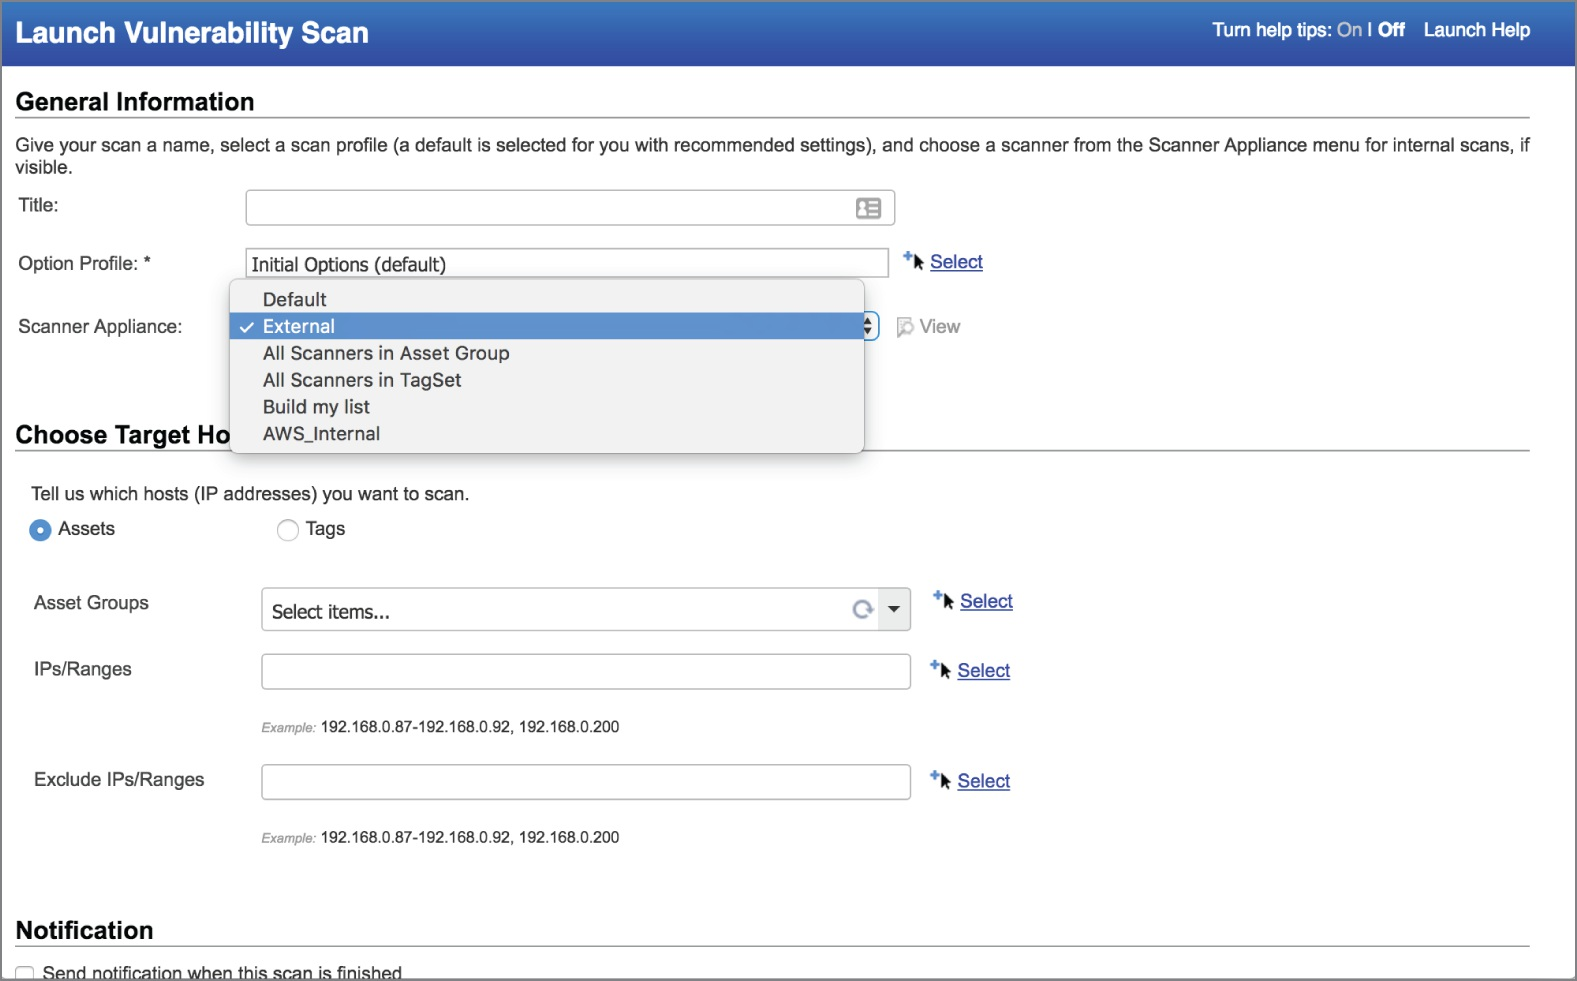 Launch Vulnerability Scan
Turn help tips: On | Off Launch Help
General Information
Give your scan a name, select a scan profile (a default is selected for you with recommended settings), and choose a scanner from the Scanner Appliance menu for internal scans, if
visible.
Title:
Option Profile: * Initial Options (default) Select
Default
Scanner Appliance: External View
All Scanners in Asset Group
All Scanners in TagSet
Build my list
AWS_Internal
Choose Target Ho
Tell us which hosts (IP addresses) you want to scan.
Assets Tags
Asset Groups Select items... Select
IPs/Ranges Select
Example: 192.168.0.87-192.168.0.92, 192.168.0.200
Exclude IPs/Ranges Select
Example: 192.168.0.87-192.168.0.92, 192.168.0.200
Notification
Send notification when this scan is finished